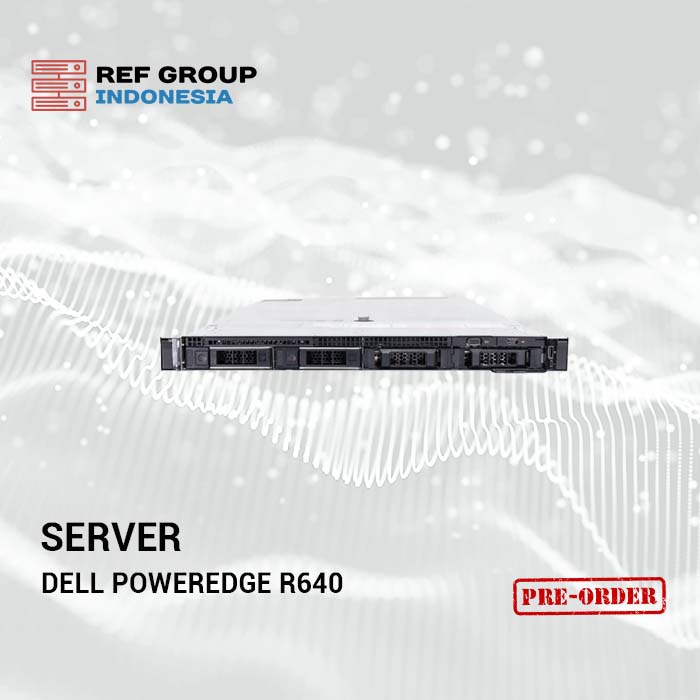 REF GROUP
INDONESIA
SERVER
DELL POWEREDGE R640
PRE-ORDER